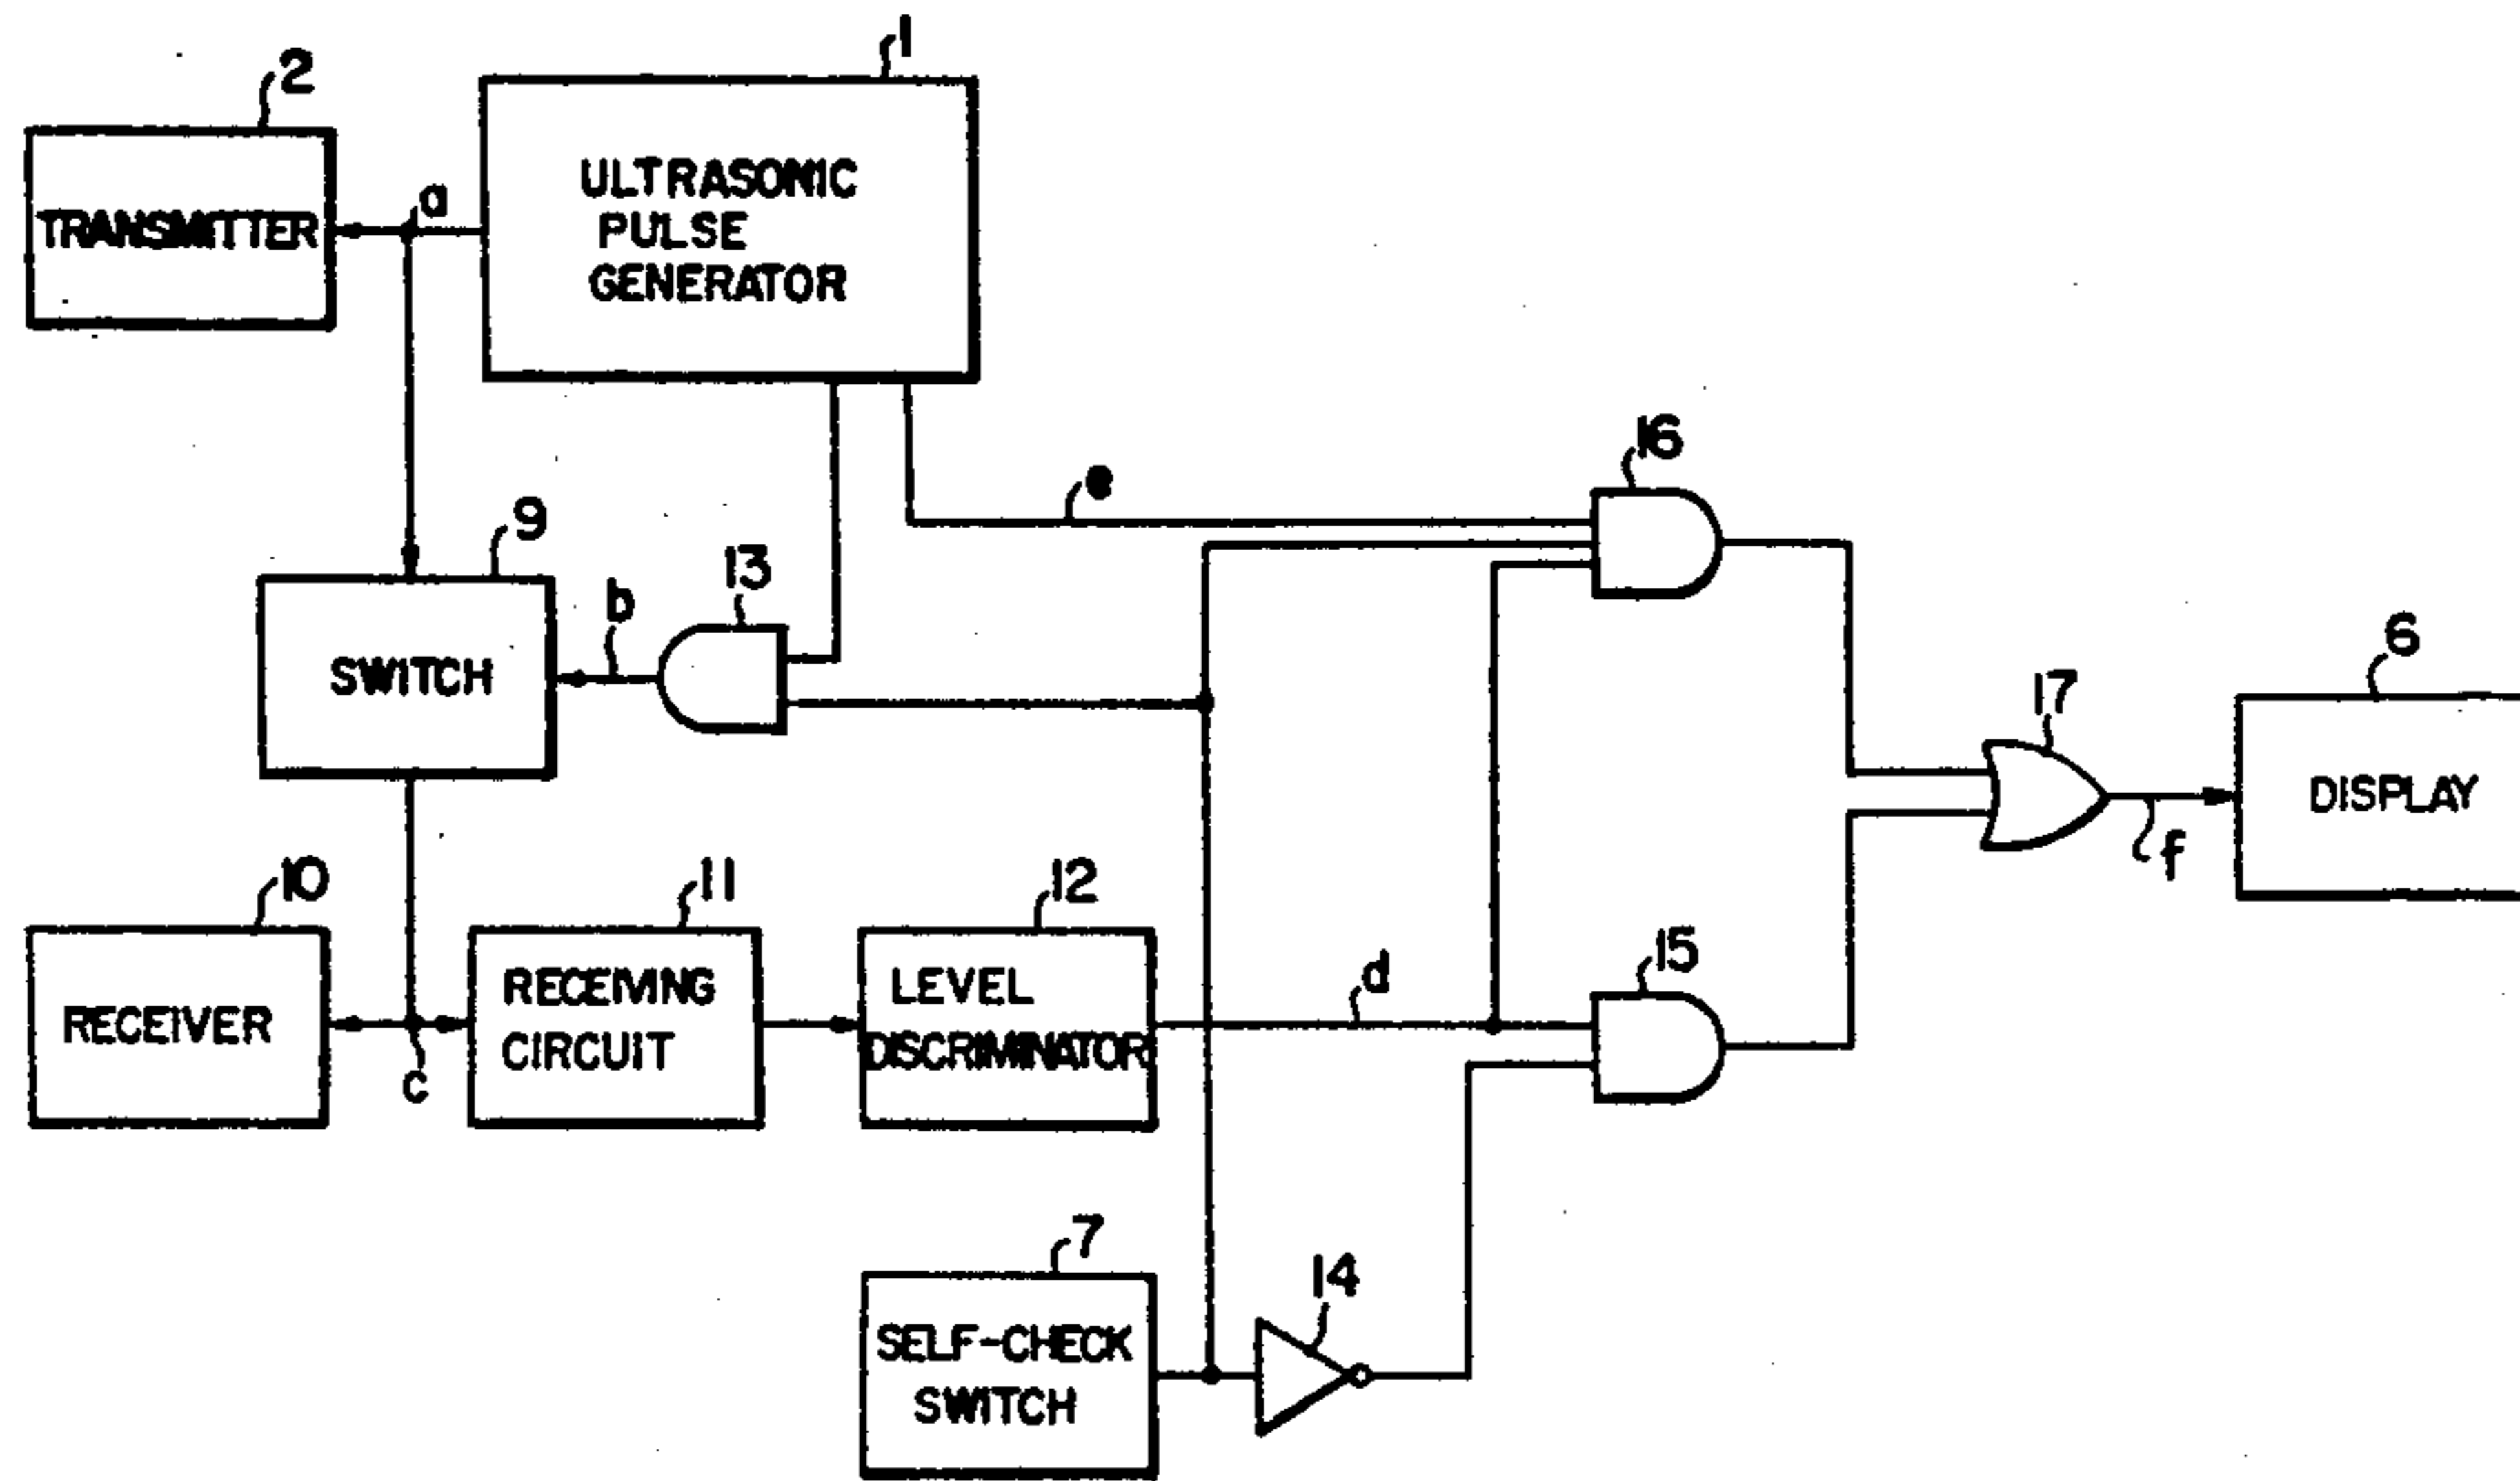 1
2
ULTRASONIC
PULSE
GENERATOR
TRANSMITTER
a
16
e
9
13
b
SWITCH
6
17
DISPLAY
f
10
11
12
15
RECEIVER
RECEIVING
CIRCUIT
LEVEL
DISCRIMINATOR
d
c
7
14
SELF-CHECK
SWITCH